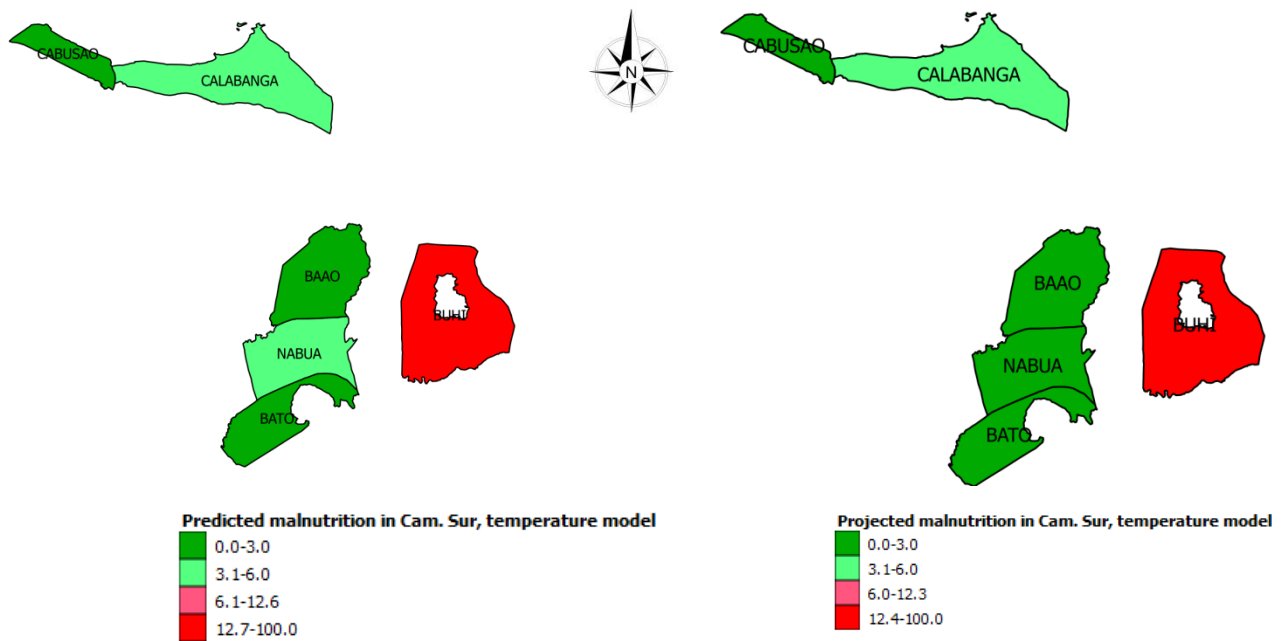 CABUSAO
CALABANGA
N
CABUSAO
CALABANGA
BAAO
BUHI
NABUA
BATO
BAAO
BUHI
NABUA
BATO
Predicted malnutrition in Cam. Sur, temperature model
0.0-3.0
3.1-6.0
6.1-12.6
12.7-100.0
Projected malnutrition in Cam. Sur, temperature model
0.0-3.0
3.1-6.0
6.0-12.3
12.4-100.0